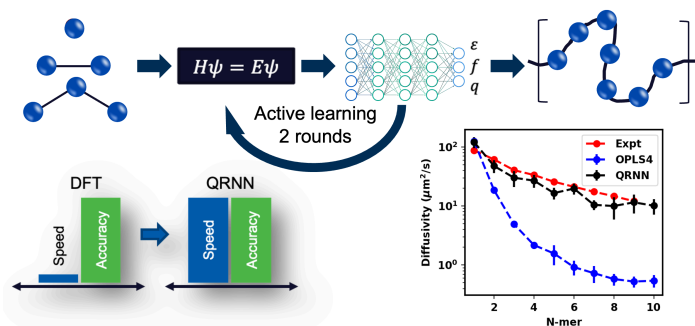 Hψ = Eψ
ε
f
q
Active learning
2 rounds
DFT
Speed
Accuracy
QRNN
Speed
Accuracy
Diffusivity (μm²/s)
10²
10¹
10⁰
Expt
OPLS4
QRNN
2 4 6 8 10
N-mer